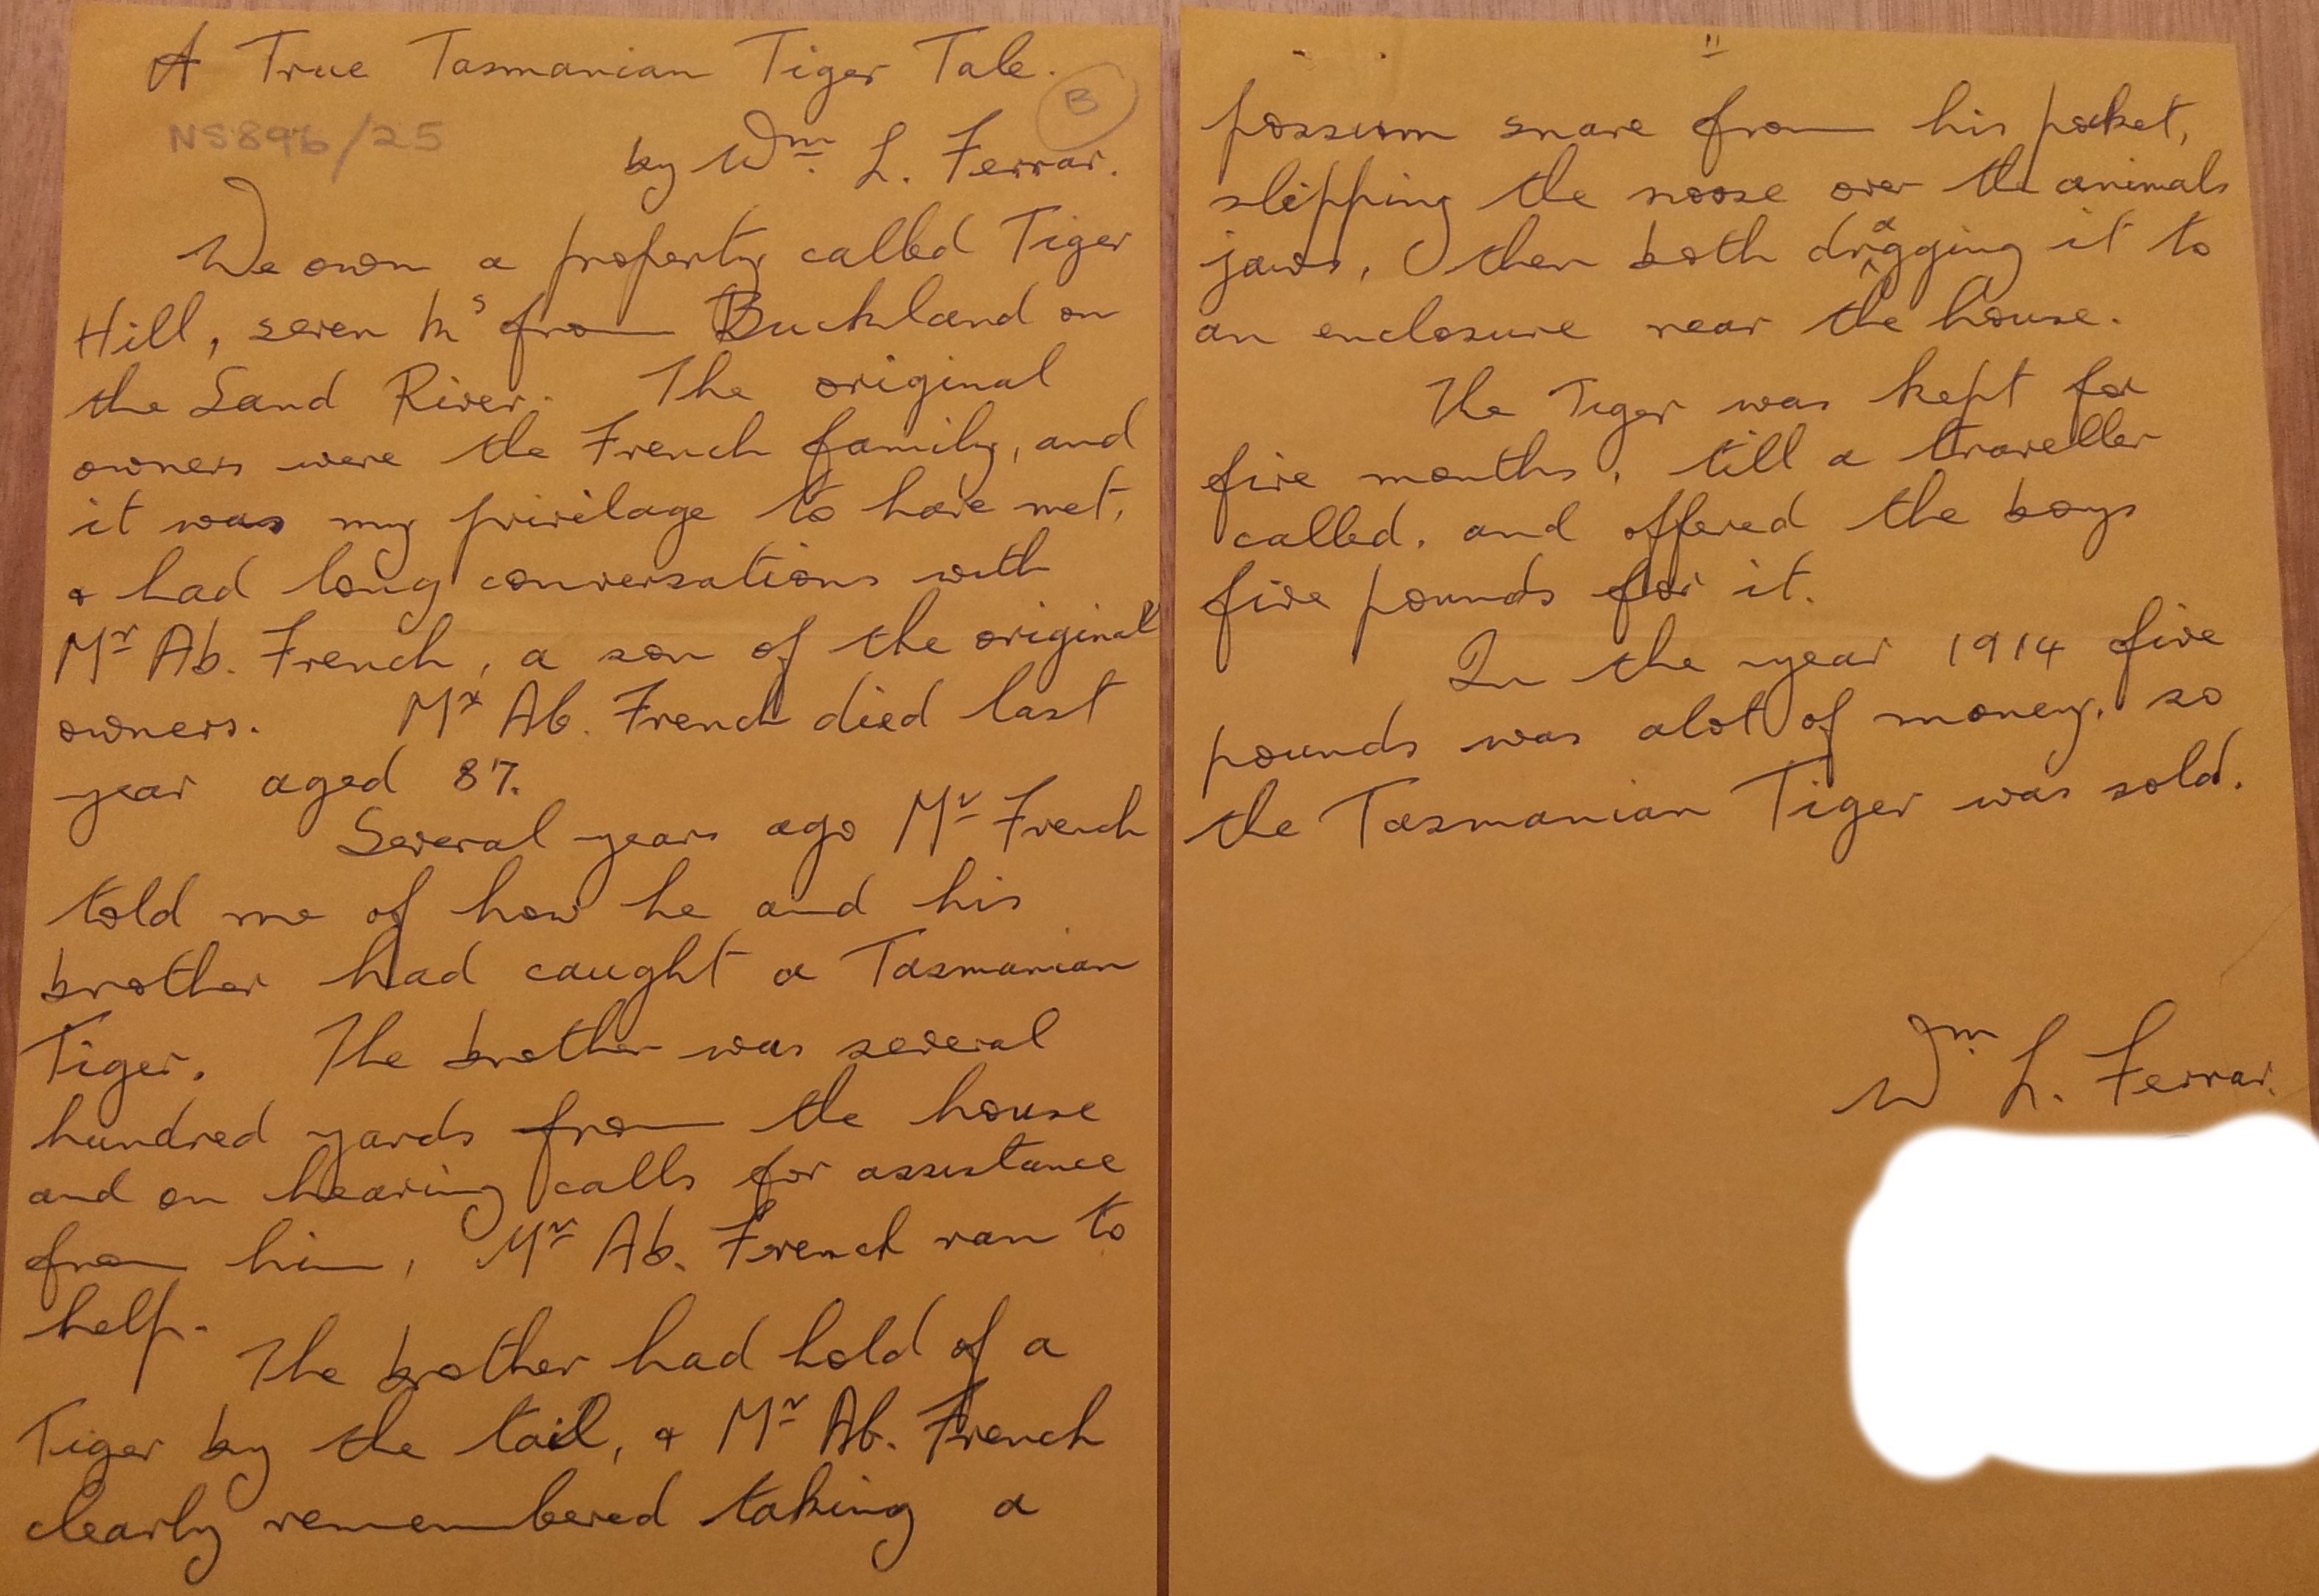 A True Tasmanian Tiger Tale.
B
NS896/25
by Wm. L. Ferrar.
We own a property called Tiger
Hill, seven ks from Buckland on
the Sand River. The original
owners were the French family, and
it was my privilage to have met,
& had long conversations with
Mr Ab. French, a son of the original
owners. Mr Ab. French died last
year aged 87.
Several years ago Mr French
told me of how he and his
brother had caught a Tasmanian
Tiger. The brother was several
hundred yards from the house
and on hearing calls for assistance
from him, Mr Ab. French ran to
help.
The brother had hold of a
Tiger by the tail, & Mr Ab. French
clearly remembered taking a
"
possum snare from his pocket,
slipping the noose over the animals
jaws, then both dragging it to
an enclosure near the house.
The Tiger was kept for
five months, till a traveller
called, and offered the boys
five pounds for it.
In the year 1914 five
pounds was alot of money, so
the Tasmanian Tiger was sold.
Wm. L. Ferrar.